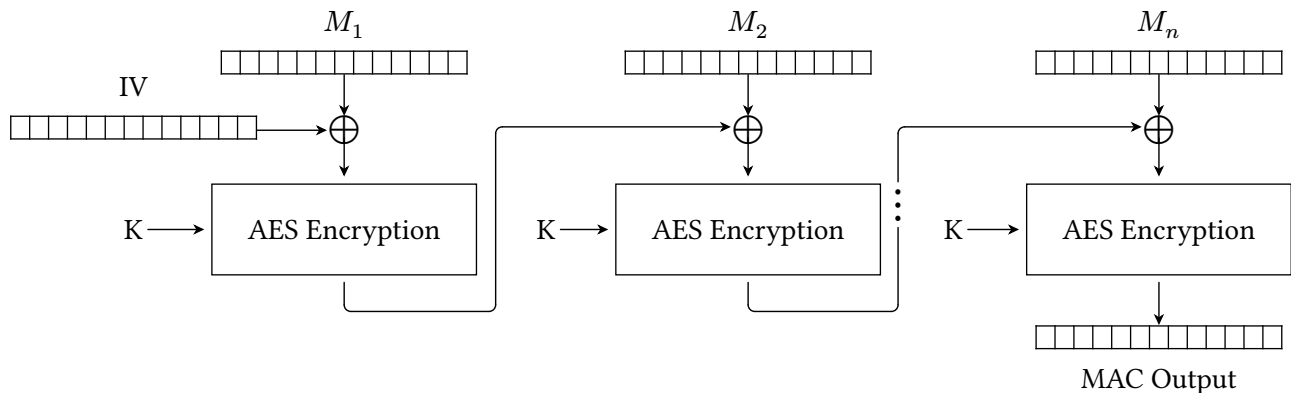 M₁ M₂ Mₙ
IV
K AES Encryption K AES Encryption K AES Encryption
MAC Output